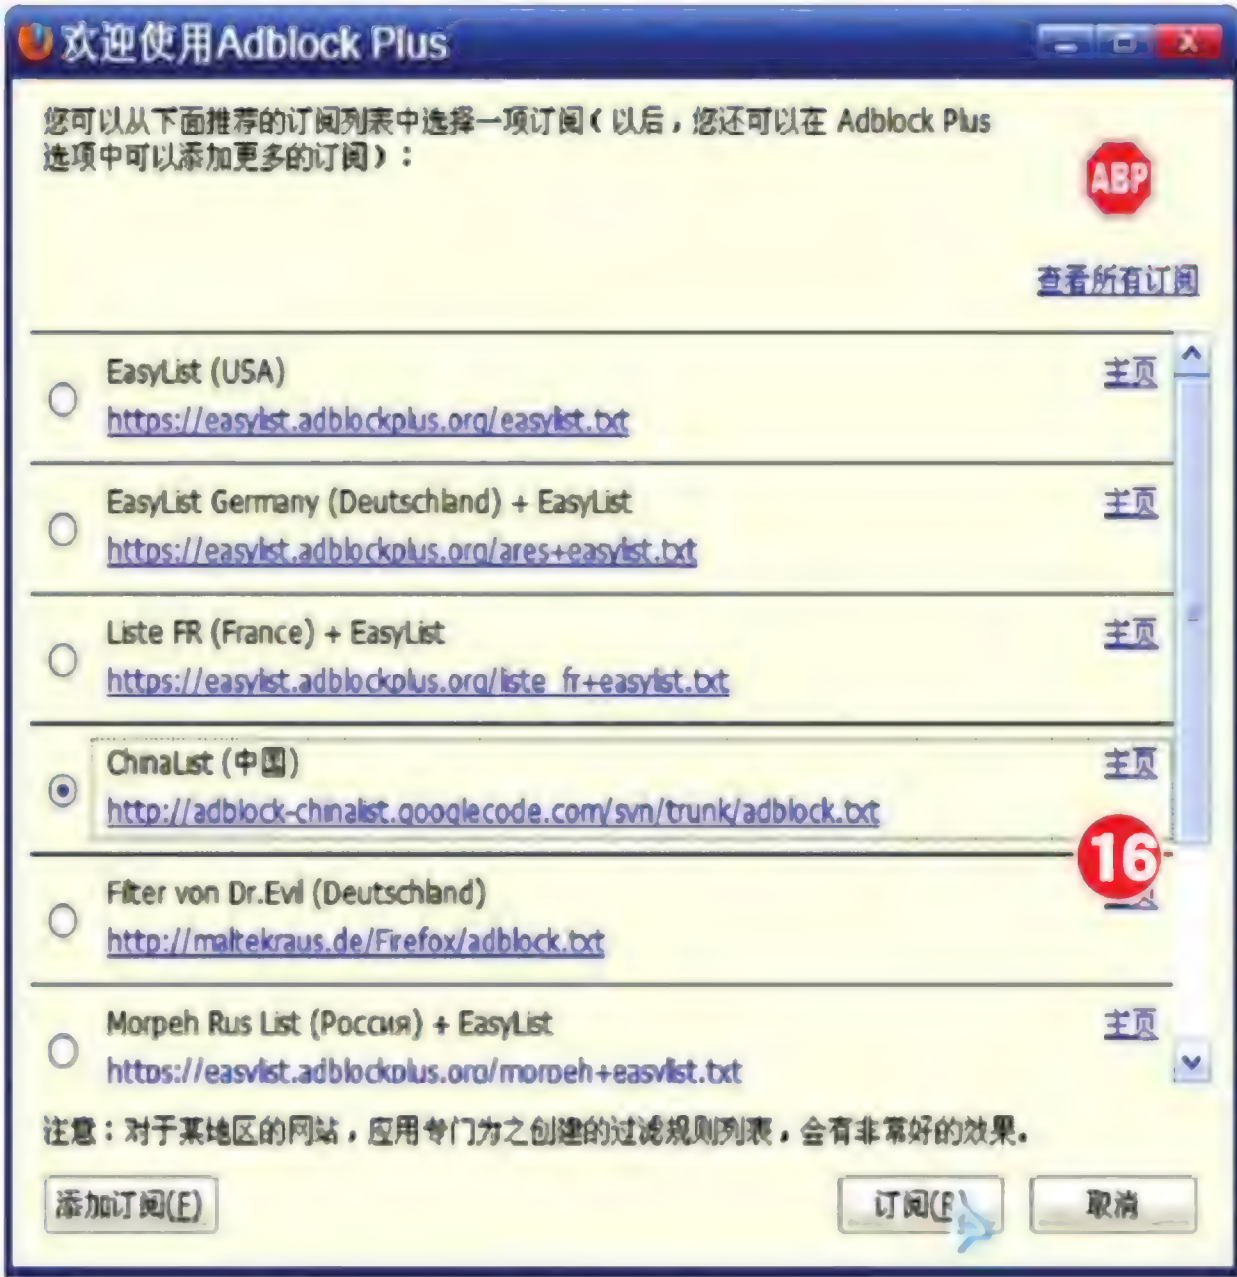 欢迎使用Adblock Plus
您可以从下面推荐的订阅列表中选择一项订阅(以后,您还可以在 Adblock Plus
选项中可以添加更多的订阅):
ABP
查看所有订阅
EasyList (USA)
主页
https://easylist.adblockplus.org/easylist.txt
EasyList Germany (Deutschland) + EasyList
主页
https://easylist.adblockplus.org/ares+easylist.txt
Liste FR (France) + EasyList
主页
https://easylist.adblockplus.org/liste_fr+easylist.txt
ChinaList (中国)
主页
http://adblock-chinalist.googlecode.com/svn/trunk/adblock.txt
16
Filter von Dr.Evil (Deutschland)
http://maltekraus.de/Firefox/adblock.txt
Morpeh Rus List (Россия) + EasyList
主页
https://easylist.adblockplus.org/morpeh+easylist.txt
注意:对于某地区的网站,应用专门为之创建的过滤规则列表,会有非常好的效果。
添加订阅(F)
订阅(
取消